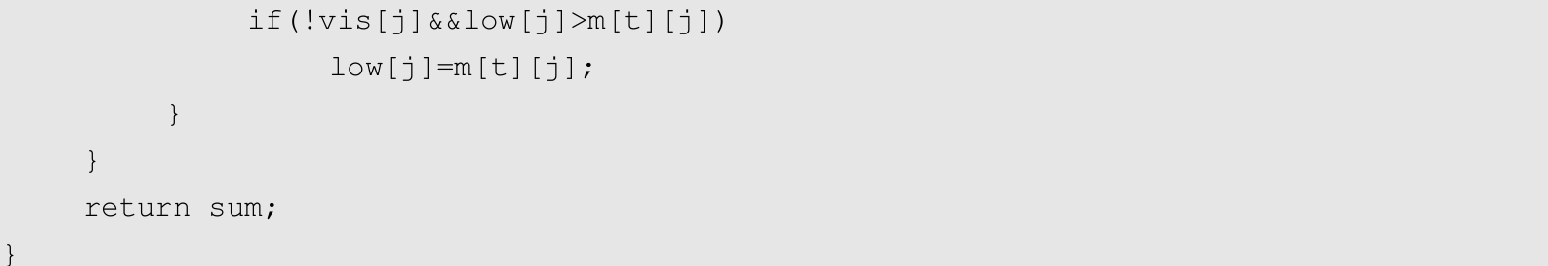 if(!vis[j]&&low[j]>m[t][j])
low[j]=m[t][j];
}
}
return sum;
}